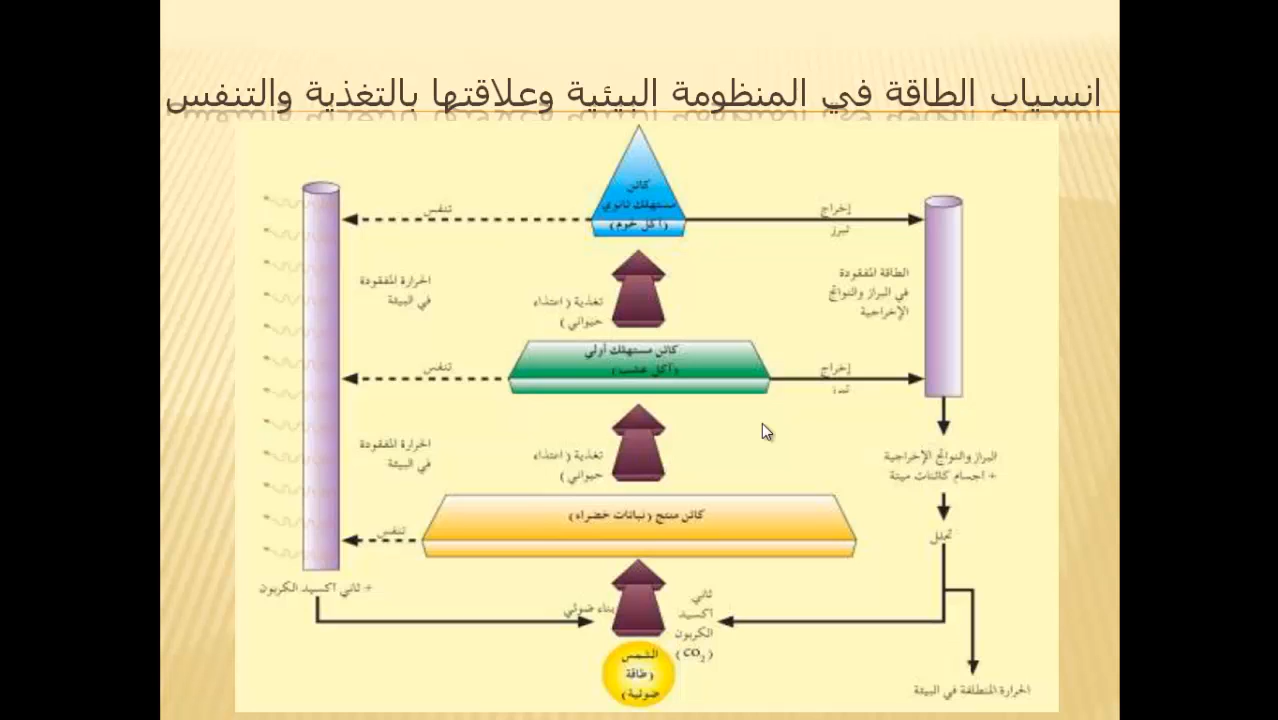 انسياب الطاقة في المنظومة البيئية وعلاقتها بالتغذية والتنفس
كائن
مستهلك ثانوي
(آكل لحوم)
تنفس
إخراج
تبرز
الحرارة المفقودة
في البيئة
تغذية (اغتذاء
حيواني)
الطاقة المفقودة
في البراز والنواتج
الإخراجية
كائن مستهلك أولي
(آكل عشب)
تنفس
إخراج
الحرارة المفقودة
في البيئة
تغذية (اغتذاء
حيواني)
البراز والنواتج الإخراجية
+ أجسام كائنات ميتة
كائن منتج (نباتات خضراء)
تنفس
تحلل
+ ثاني أكسيد الكربون
بناء ضوئي
ثاني
أكسيد
الكربون
(CO₂)
الشمس
(طاقة
ضوئية)
الحرارة المنطلقة في البيئة